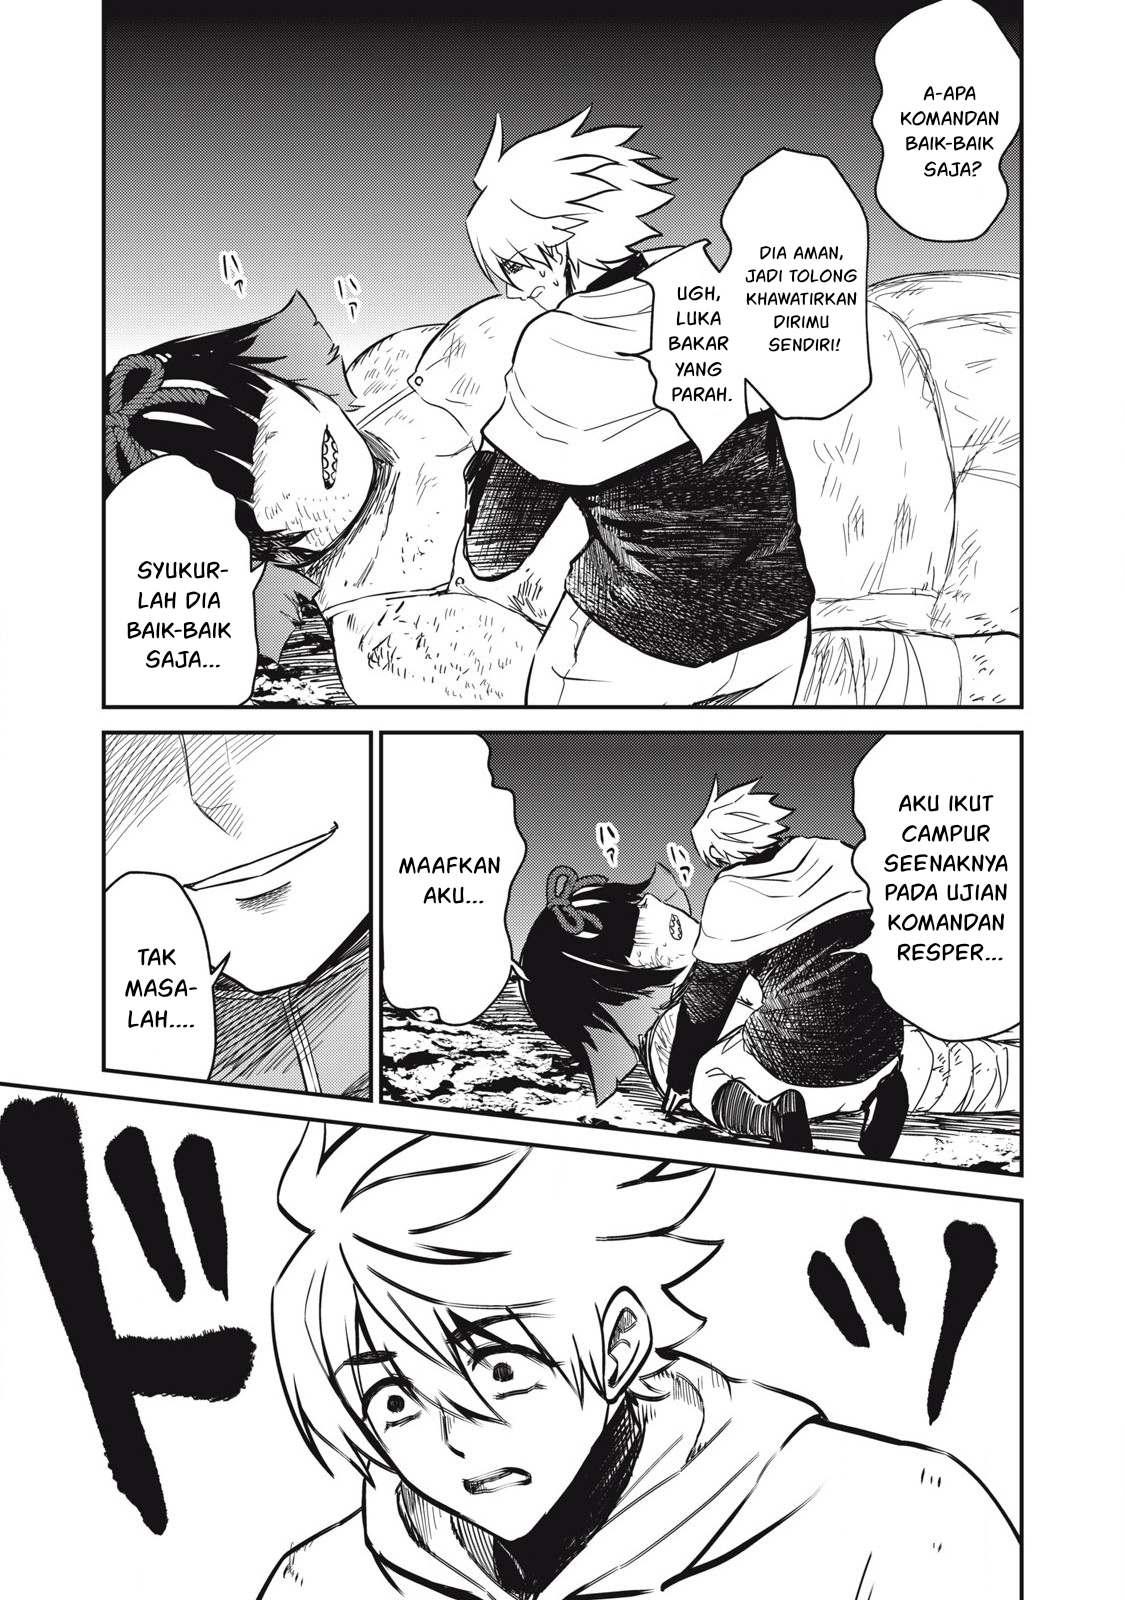 A-APA
KOMANDAN
BAIK-BAIK
SAJA?
DIA AMAN,
JADI TOLONG
KHAWATIRKAN
DIRIMU
SENDIRI!
UGH,
LUKA
BAKAR
YANG
PARAH.
SYUKUR-
LAH DIA
BAIK-BAIK
SAJA...
AKU IKUT
CAMPUR
SEENAKNYA
PADA UJIAN
KOMANDAN
RESPER...
MAAFKAN
AKU...
TAK
MASA-
LAH....
ドッ